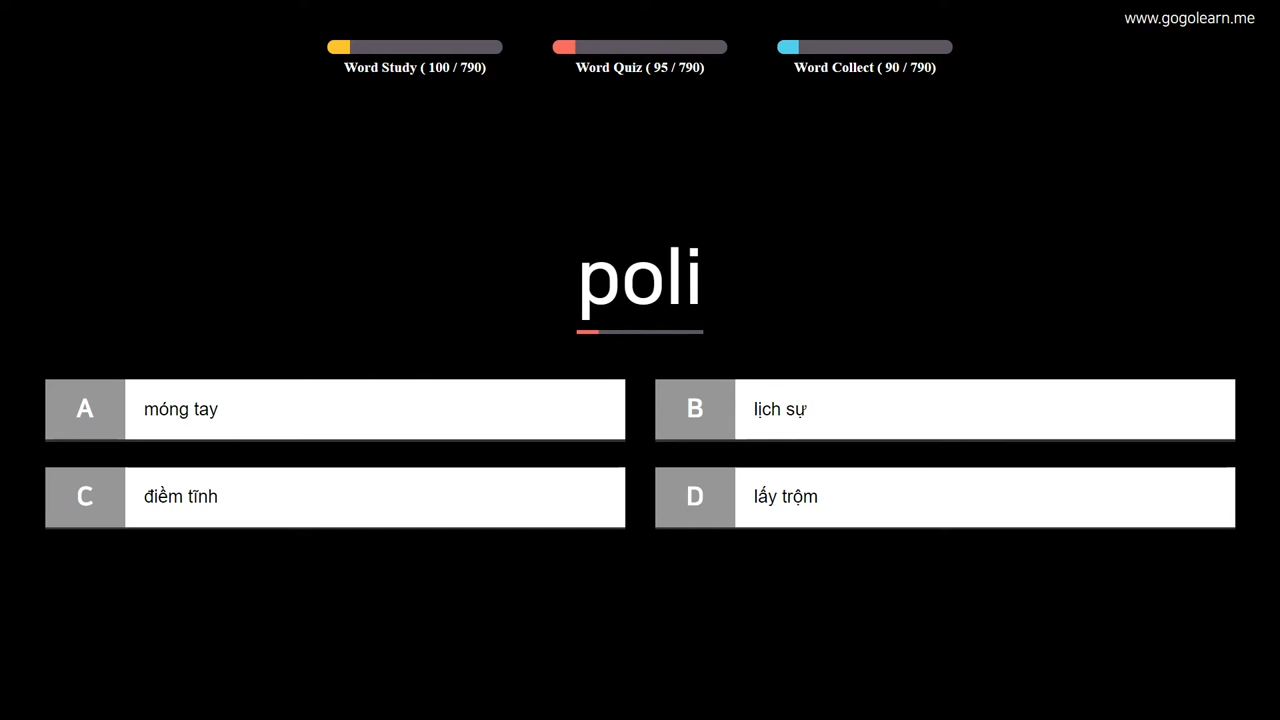 www.gogolearn.me
Word Study ( 100 / 790)
Word Quiz ( 95 / 790)
Word Collect ( 90 / 790)
poli
A móng tay
B lịch sự
C điềm tĩnh
D lấy trộm